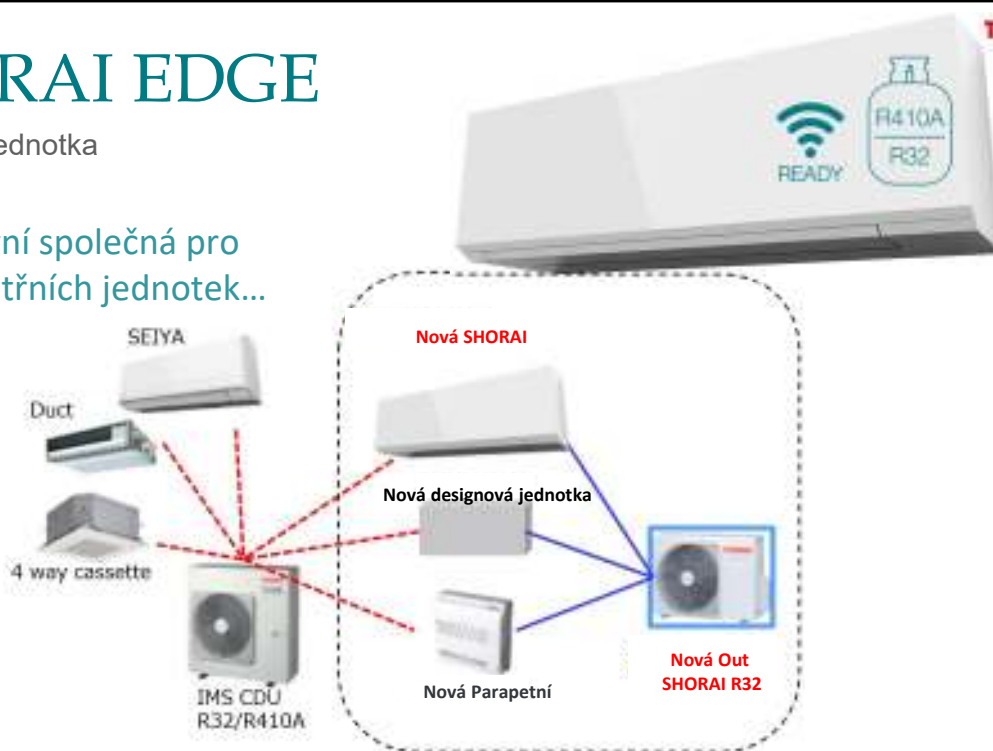 RAI EDGE
ednotka
R410A
R32
READY
rní společná pro
třních jednotek...
SEIYA
Nová SHORAI
Duct
Nová designová jednotka
4 way cassette
Nová Out
SHORAI R32
Nová Parapetní
IMS CDU
R32/R410A